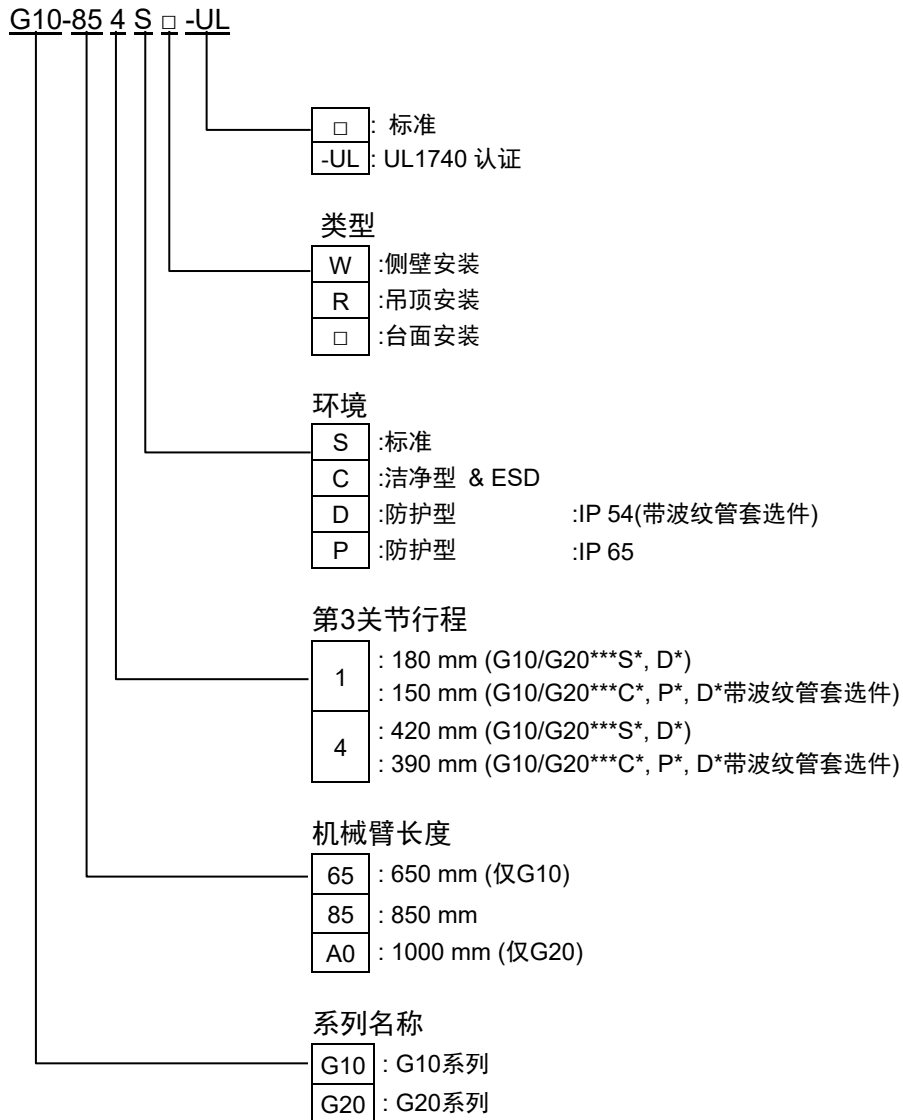 G10-85 4 S □ -UL
□ : 标准
-UL : UL1740 认证
类型
W :侧壁安装
R :吊顶安装
□ :台面安装
环境
S :标准
C :洁净型 & ESD
D :防护型 :IP 54(带波纹管套选件)
P :防护型 :IP 65
第3关节行程
1 : 180 mm (G10/G20***S*, D*)
: 150 mm (G10/G20***C*, P*, D*带波纹管套选件)
4 : 420 mm (G10/G20***S*, D*)
: 390 mm (G10/G20***C*, P*, D*带波纹管套选件)
机械臂长度
65 : 650 mm (仅G10)
85 : 850 mm
A0 : 1000 mm (仅G20)
系列名称
G10 : G10系列
G20 : G20系列